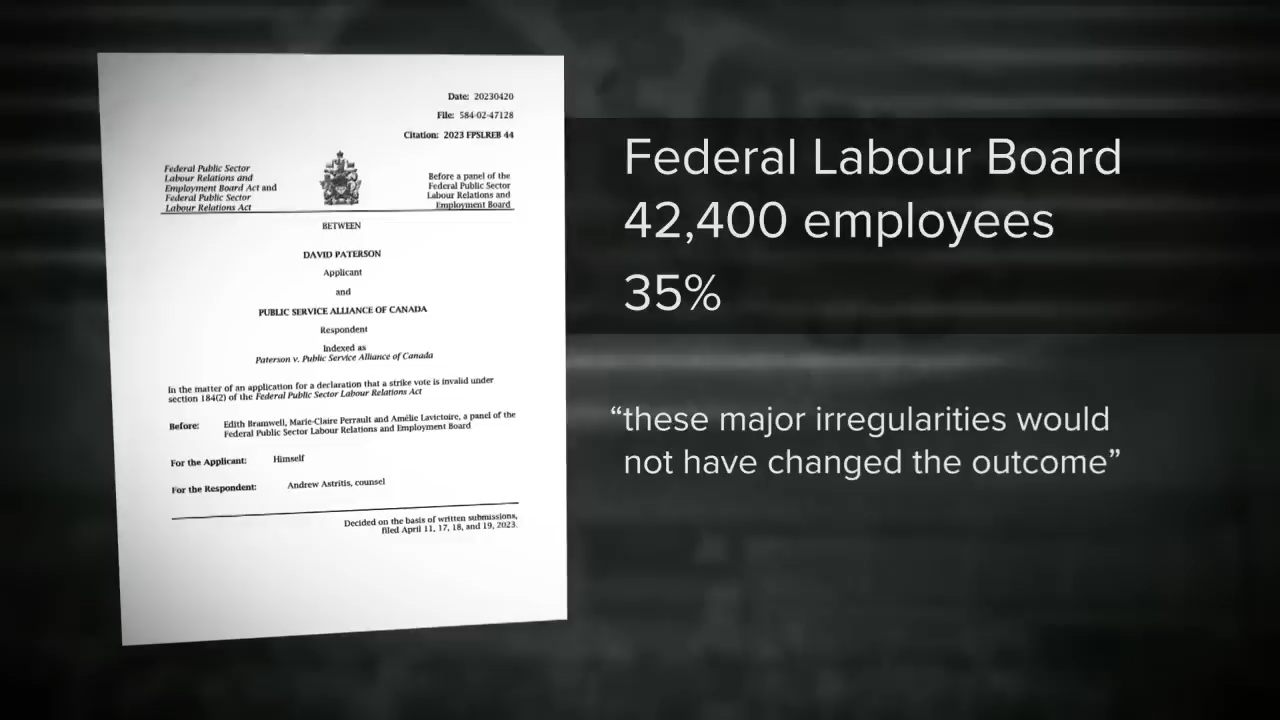 Date: 20230420
File: 584-02-47128
Citation: 2023 FPSLREB 44
Federal Public Sector
Labour Relations and
Employment Board Act and
Federal Public Sector
Labour Relations Act
Before a panel of the
Federal Public Sector
Labour Relations and
Employment Board
BETWEEN
DAVID PATERSON
Applicant
and
PUBLIC SERVICE ALLIANCE OF CANADA
Respondent
Indexed as
Paterson v. Public Service Alliance of Canada
In the matter of an application for a declaration that a strike vote is invalid under
section 184(2) of the Federal Public Sector Labour Relations Act
Before: Edith Bramwell, Marie-Claire Perrault and Amélie Lavictoire, a panel of the
Federal Public Sector Labour Relations and Employment Board
For the Applicant: Himself
For the Respondent: Andrew Astritis, counsel
Decided on the basis of written submissions,
filed April 11, 17, 18, and 19, 2023.
Federal Labour Board
42,400 employees
35%
“these major irregularities would
not have changed the outcome”